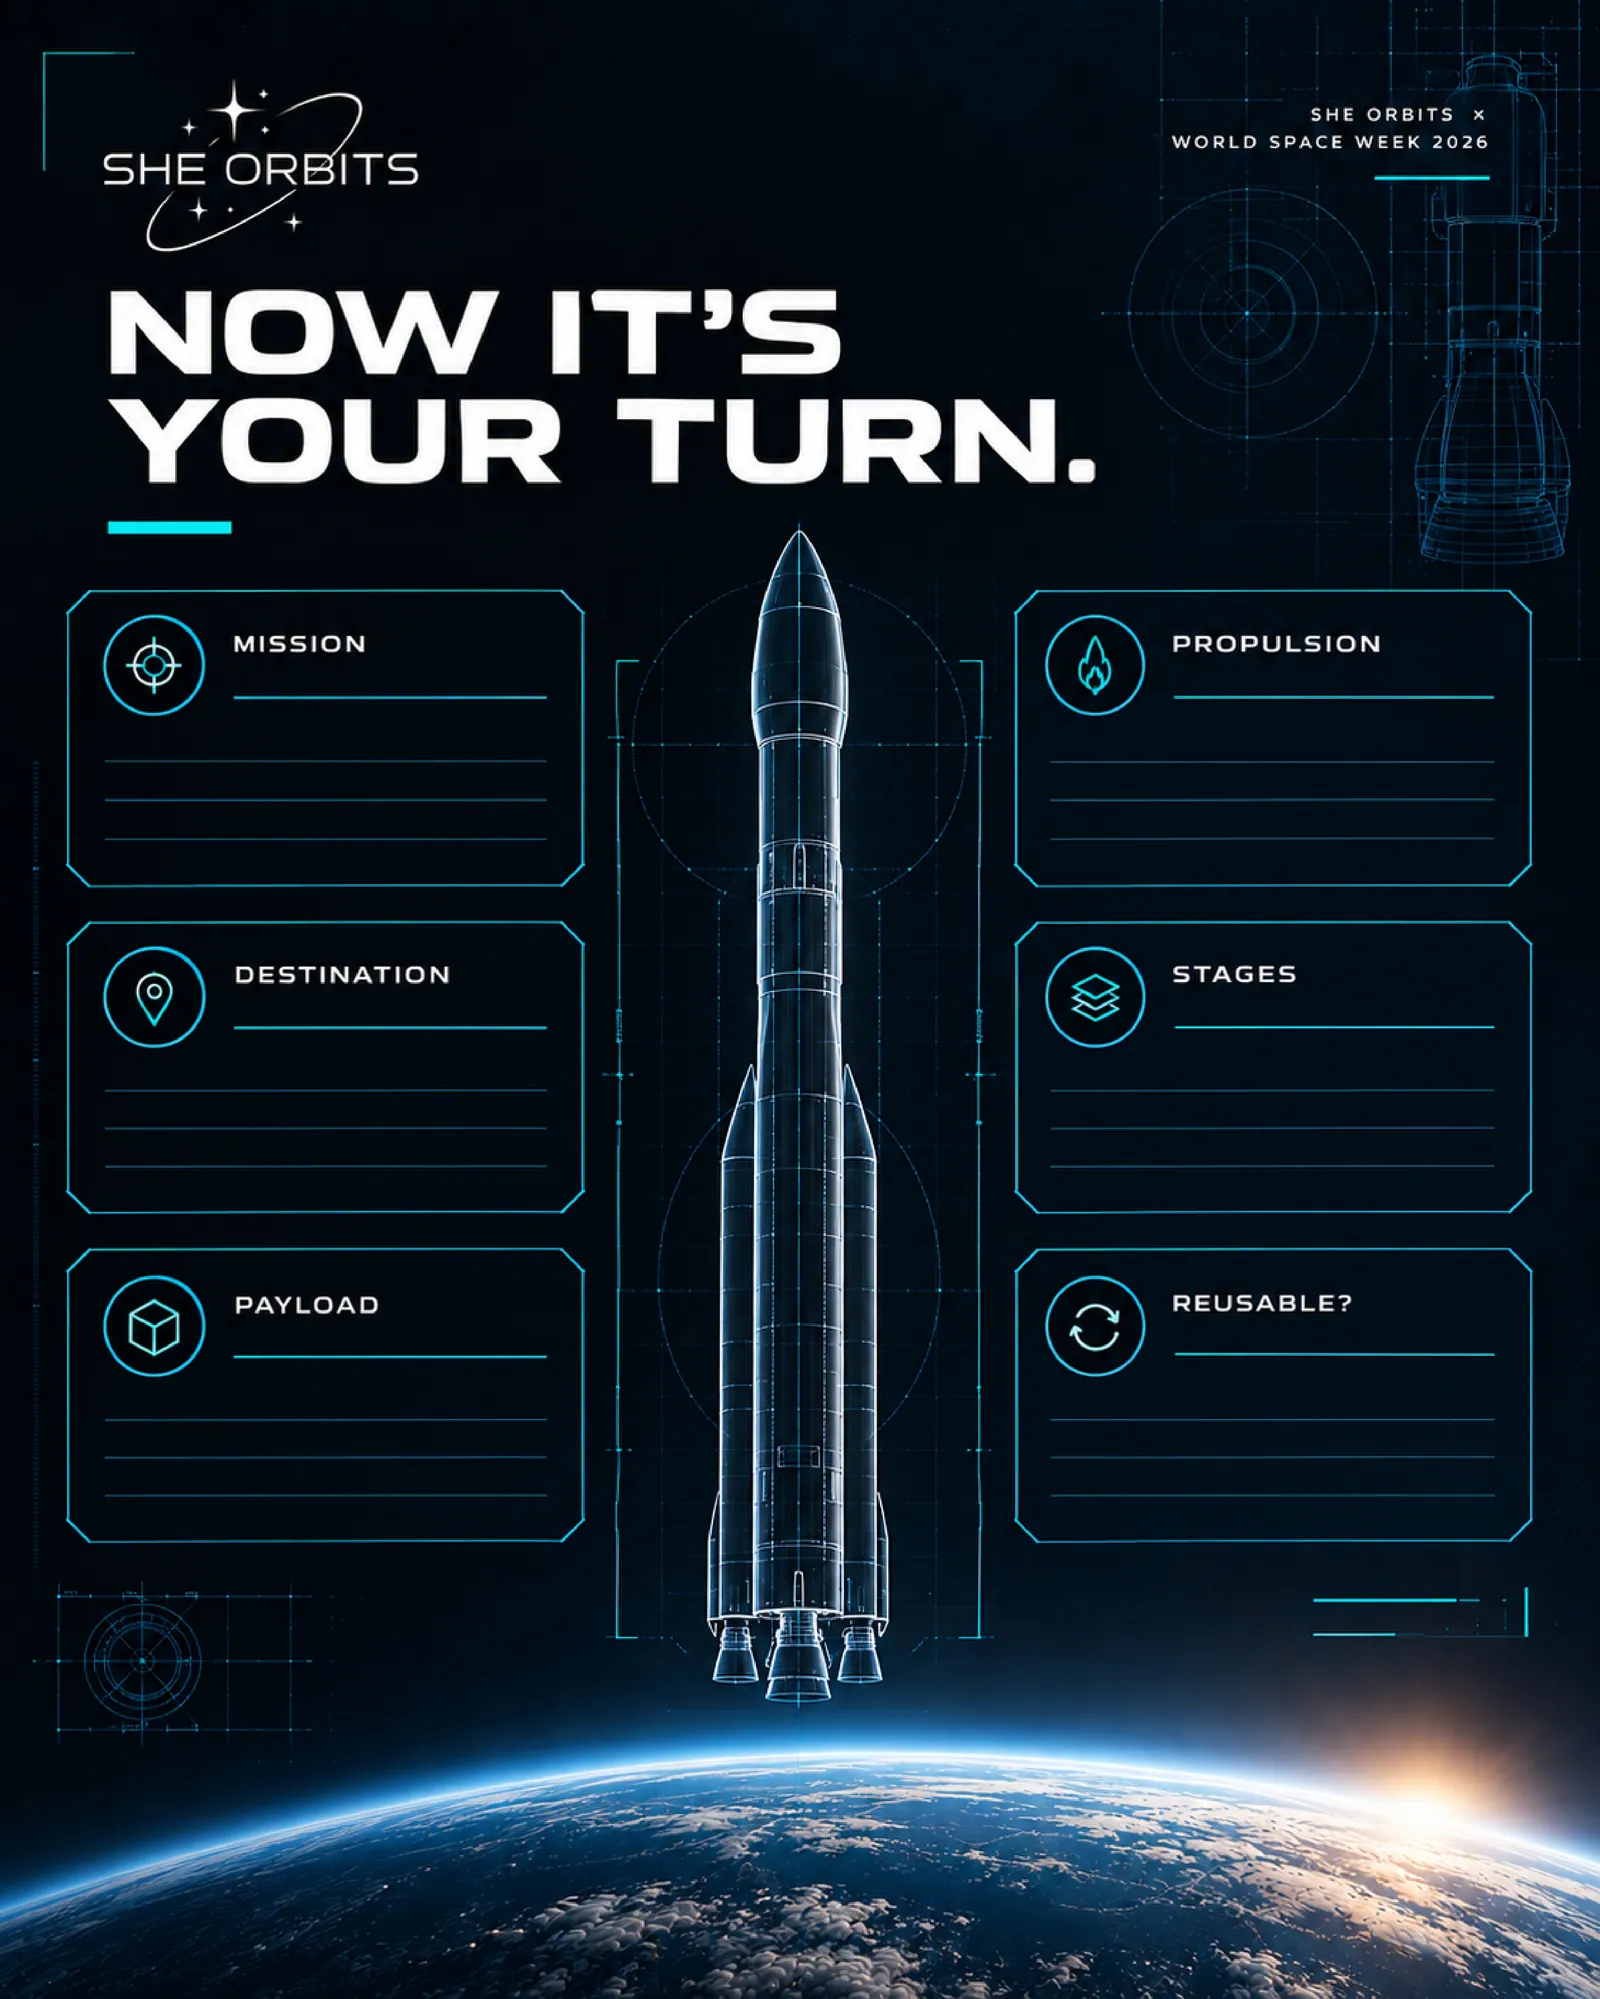 SHE ORBITS
SHE ORBITS ×
WORLD SPACE WEEK 2026
NOW IT'S
YOUR TURN.
MISSION
DESTINATION
PAYLOAD
PROPULSION
STAGES
REUSABLE?